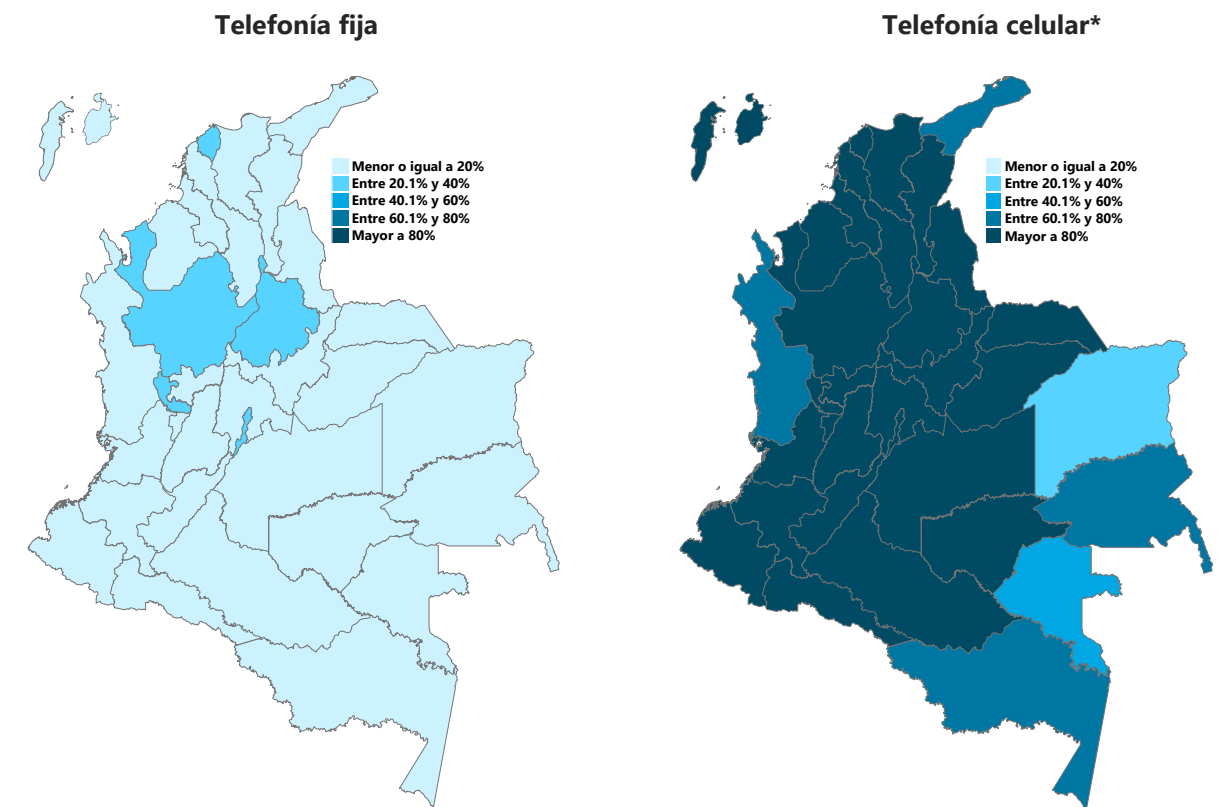 Telefonía fija
Telefonía celular*
Menor o igual a 20%
Entre 20.1% y 40%
Entre 40.1% y 60%
Entre 60.1% y 80%
Mayor a 80%
Menor o igual a 20%
Entre 20.1% y 40%
Entre 40.1% y 60%
Entre 60.1% y 80%
Mayor a 80%